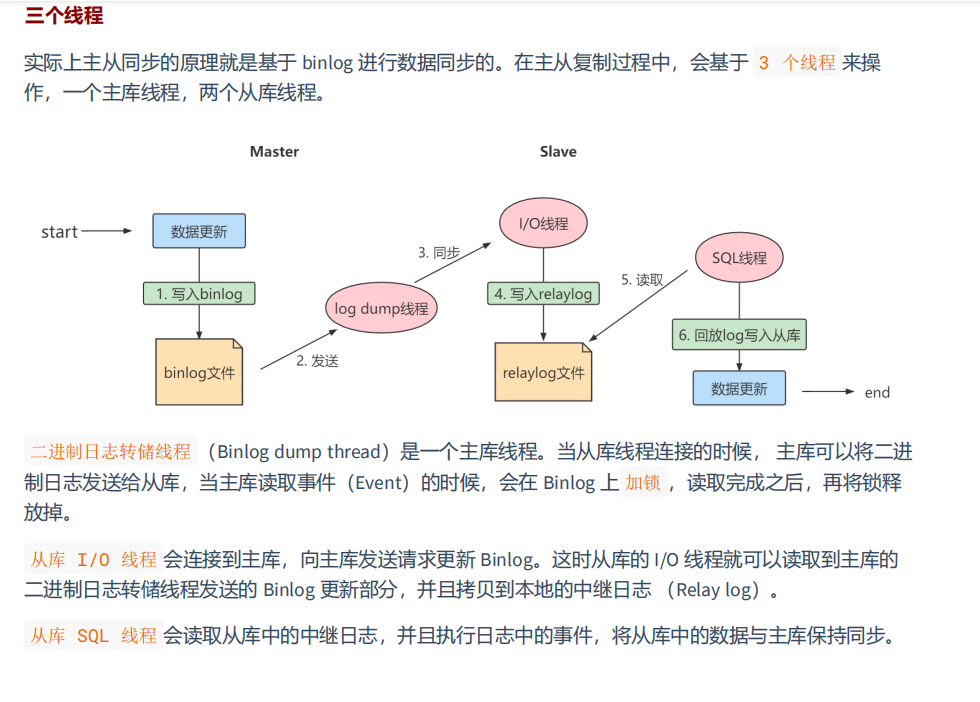 三个线程
实际上主从同步的原理就是基于 binlog 进行数据同步的。在主从复制过程中，会基于 3 个线程 来操
作，一个主库线程，两个从库线程。
Master
Slave
start
数据更新
1. 写入binlog
binlog文件
2. 发送
log dump线程
3. 同步
I/O线程
4. 写入relaylog
relaylog文件
5. 读取
SQL线程
6. 回放log写入从库
数据更新
end
二进制日志转储线程 （Binlog dump thread）是一个主库线程。当从库线程连接的时候， 主库可以将二进
制日志发送给从库，当主库读取事件（Event）的时候，会在 Binlog 上 加锁 ，读取完成之后，再将锁释
放掉。
从库 I/O 线程 会连接到主库，向主库发送请求更新 Binlog。这时从库的 I/O 线程就可以读取到主库的
二进制日志转储线程发送的 Binlog 更新部分，并且拷贝到本地的中继日志 （Relay log）。
从库 SQL 线程 会读取从库中的中继日志，并且执行日志中的事件，将从库中的数据与主库保持同步。